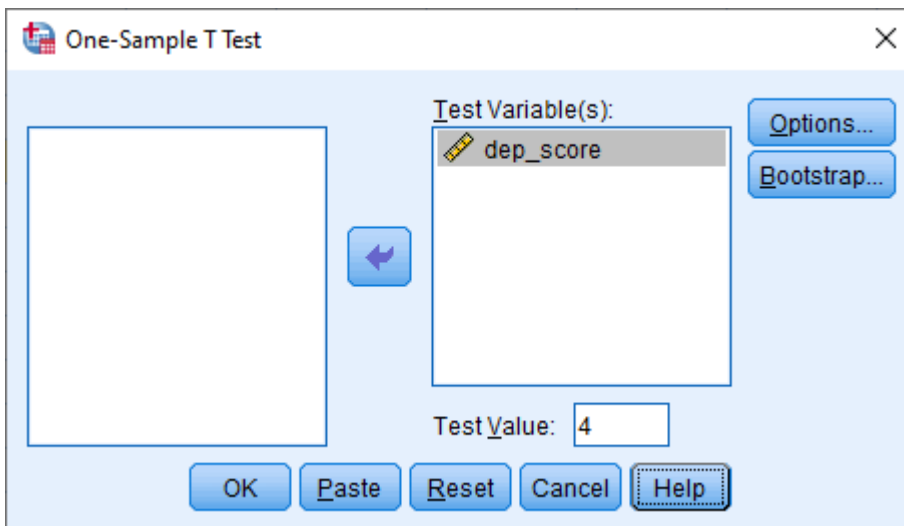 One-Sample T Test
Test Variable(s):
dep_score
Options...
Bootstrap...
Test Value: 4
OK Paste Reset Cancel Help